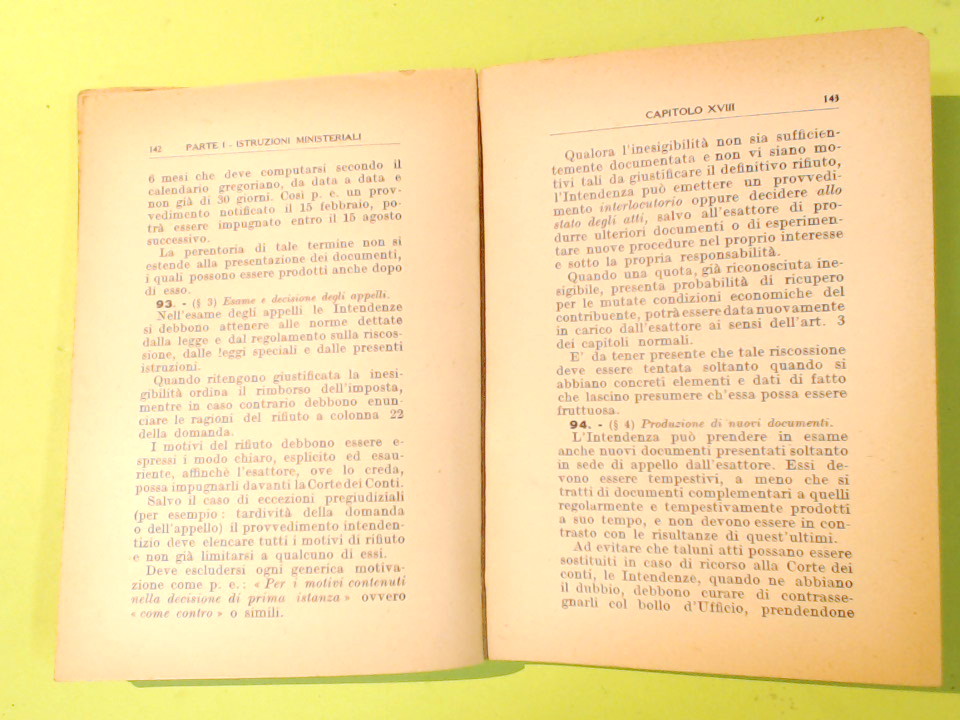 142 PARTE I - ISTRUZIONI MINISTERIALI
6 mesi che deve computarsi secondo il
calendario gregoriano, da data a data e
non già di 30 giorni. Così p. e. un prov-
vedimento notificato il 15 febbraio, po-
trà essere impugnato entro il 15 agosto
successivo.
La perentoria di tale termine non si
estende alla presentazione dei documenti,
i quali possono essere prodotti anche dopo
di esso.
93. - (§ 3) Esame e decisione degli appelli.
Nell'esame degli appelli le Intendenze
si debbono attenere alle norme dettate
dalla legge e dal regolamento sulla riscos-
sione, dalle leggi speciali e dalle presenti
istruzioni.
Quando ritengono giustificata la inesi-
gibilità ordina il rimborso dell'imposta,
mentre in caso contrario debbono enun-
ciare le ragioni del rifiuto a colonna 22
della domanda.
I motivi del rifiuto debbono essere e-
spressi i modo chiaro, esplicito ed esau-
riente, affinchè l'esattore, ove lo creda,
possa impugnarli davanti la Corte dei Conti.
Salvo il caso di eccezioni pregiudiziali
(per esempio : tardività della domanda
o dell'appello) il provvedimento intenden-
tizio deve elencare tutti i motivi di rifiuto
e non già limitarsi a qualcuno di essi.
Deve escludersi ogni generica motiva-
zione come p. e. : « Per i motivi contenuti
nella decisione di prima istanza » ovvero
« come contro » o simili.
CAPITOLO XVIII 143
Qualora l'inesigibilità non sia sufficien-
temente documentata e non vi siano mo-
tivi tali da giustificare il definitivo rifiuto,
l'Intendenza può emettere un provvedi-
mento interlocutorio oppure decidere allo
stato degli atti, salvo all'esattore di pro-
durre ulteriori documenti o di esperimen-
tare nuove procedure nel proprio interesse
e sotto la propria responsabilità.
Quando una quota, già riconosciuta ine-
sigibile, presenta probabilità di ricupero
per le mutate condizioni economiche del
contribuente, potrà essere data nuovamente
in carico dall'esattore ai sensi dell'art. 3
dei capitoli normali.
E' da tener presente che tale riscossione
deve essere tentata soltanto quando si
abbiano concreti elementi e dati di fatto
che lascino presumere ch'essa possa essere
fruttuosa.
94. - (§ 4) Produzione di nuovi documenti.
L'Intendenza può prendere in esame
anche nuovi documenti presentati soltanto
in sede di appello dall'esattore. Essi de-
vono essere tempestivi, a meno che si
tratti di documenti complementari a quelli
regolarmente e tempestivamente prodotti
a suo tempo, e non devono essere in con-
trasto con le risultanze di quest'ultimi.
Ad evitare che taluni atti possano essere
sostituiti in caso di ricorso alla Corte dei
conti, le Intendenze, quando ne abbiano
il dubbio, debbono curare di contrasse-
gnarli col bollo d'Ufficio, prendendone